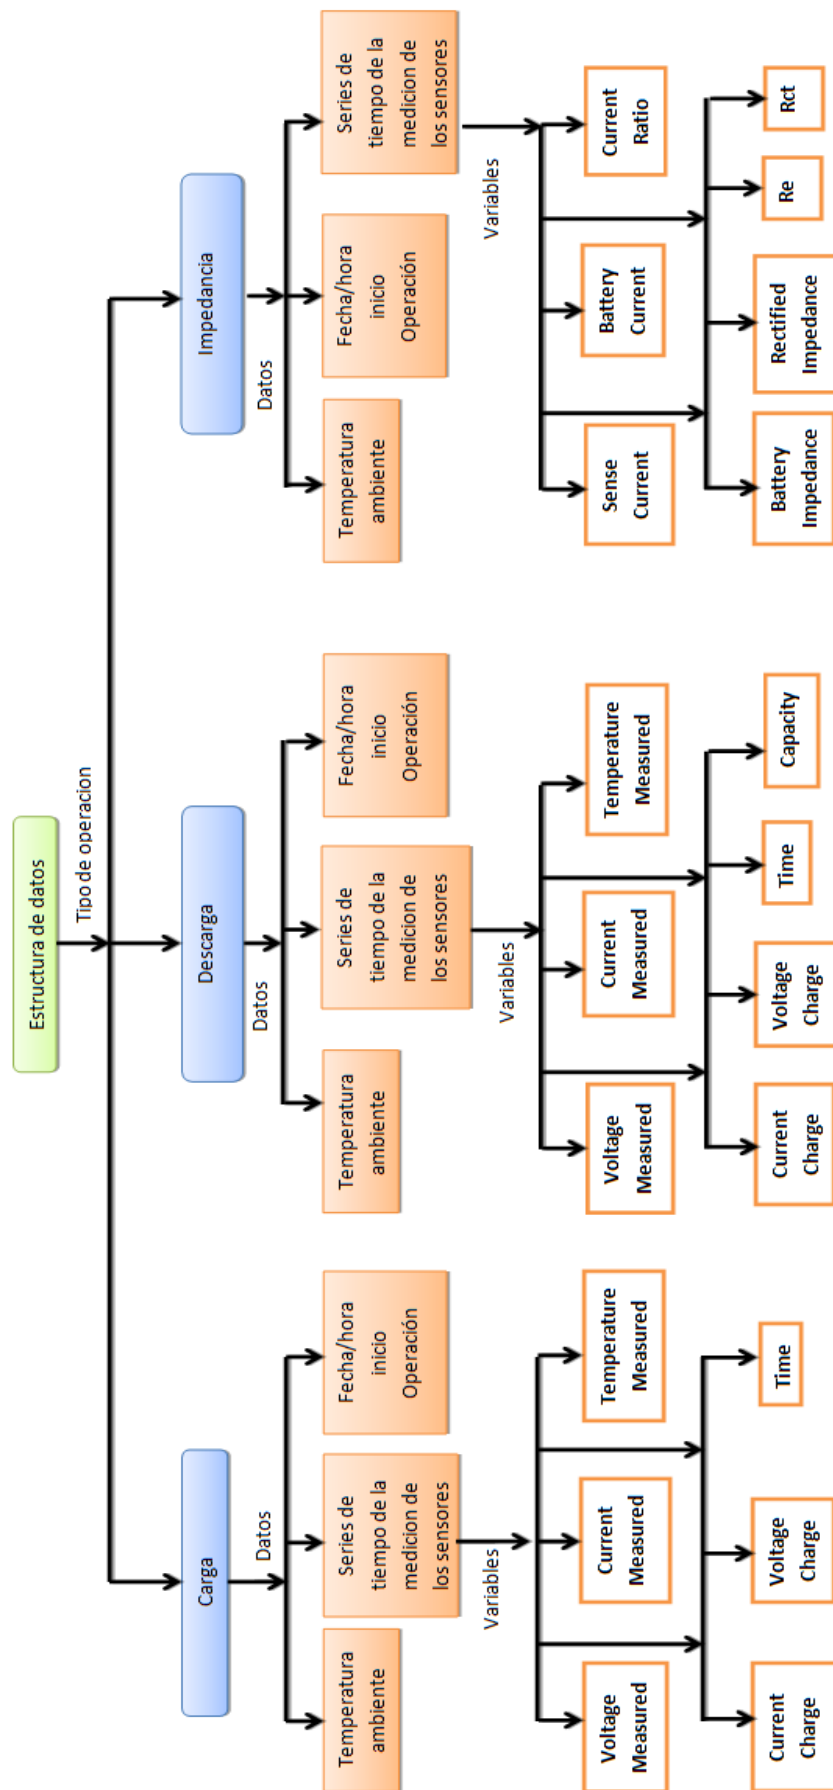 Estructura de datos
Tipo de operacion
Carga
Descarga
Impedancia
Datos
Datos
Datos
Temperatura
ambiente
Series de
tiempo de la
medicion de
los sensores
Fecha/hora
inicio
Operación
Temperatura
ambiente
Series de
tiempo de la
medicion de
los sensores
Fecha/hora
inicio
Operación
Temperatura
ambiente
Fecha/hora
inicio
Operación
Series de
tiempo de la
medicion de
los sensores
Variables
Variables
Variables
Voltage
Measured
Current
Measured
Temperature
Measured
Voltage
Measured
Current
Measured
Temperature
Measured
Sense
Current
Battery
Current
Current
Ratio
Current
Charge
Voltage
Charge
Time
Current
Charge
Voltage
Charge
Time
Capacity
Battery
Impedance
Rectified
Impedance
Re
Rct